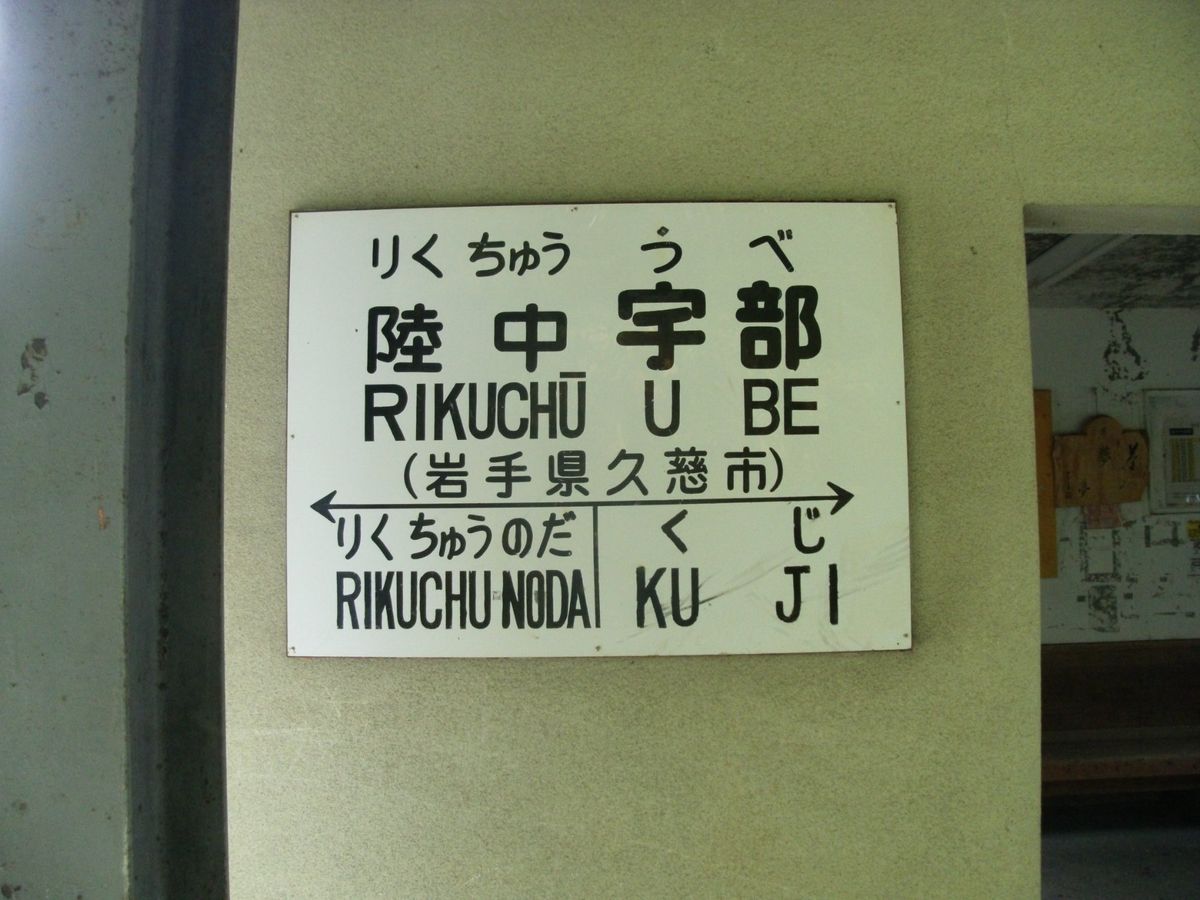 りくちゅう うべ
陸中宇部
RIKUCHŪ U BE
(岩手県久慈市)
りくちゅうのだ くじ
RIKUCHU NODA KU JI